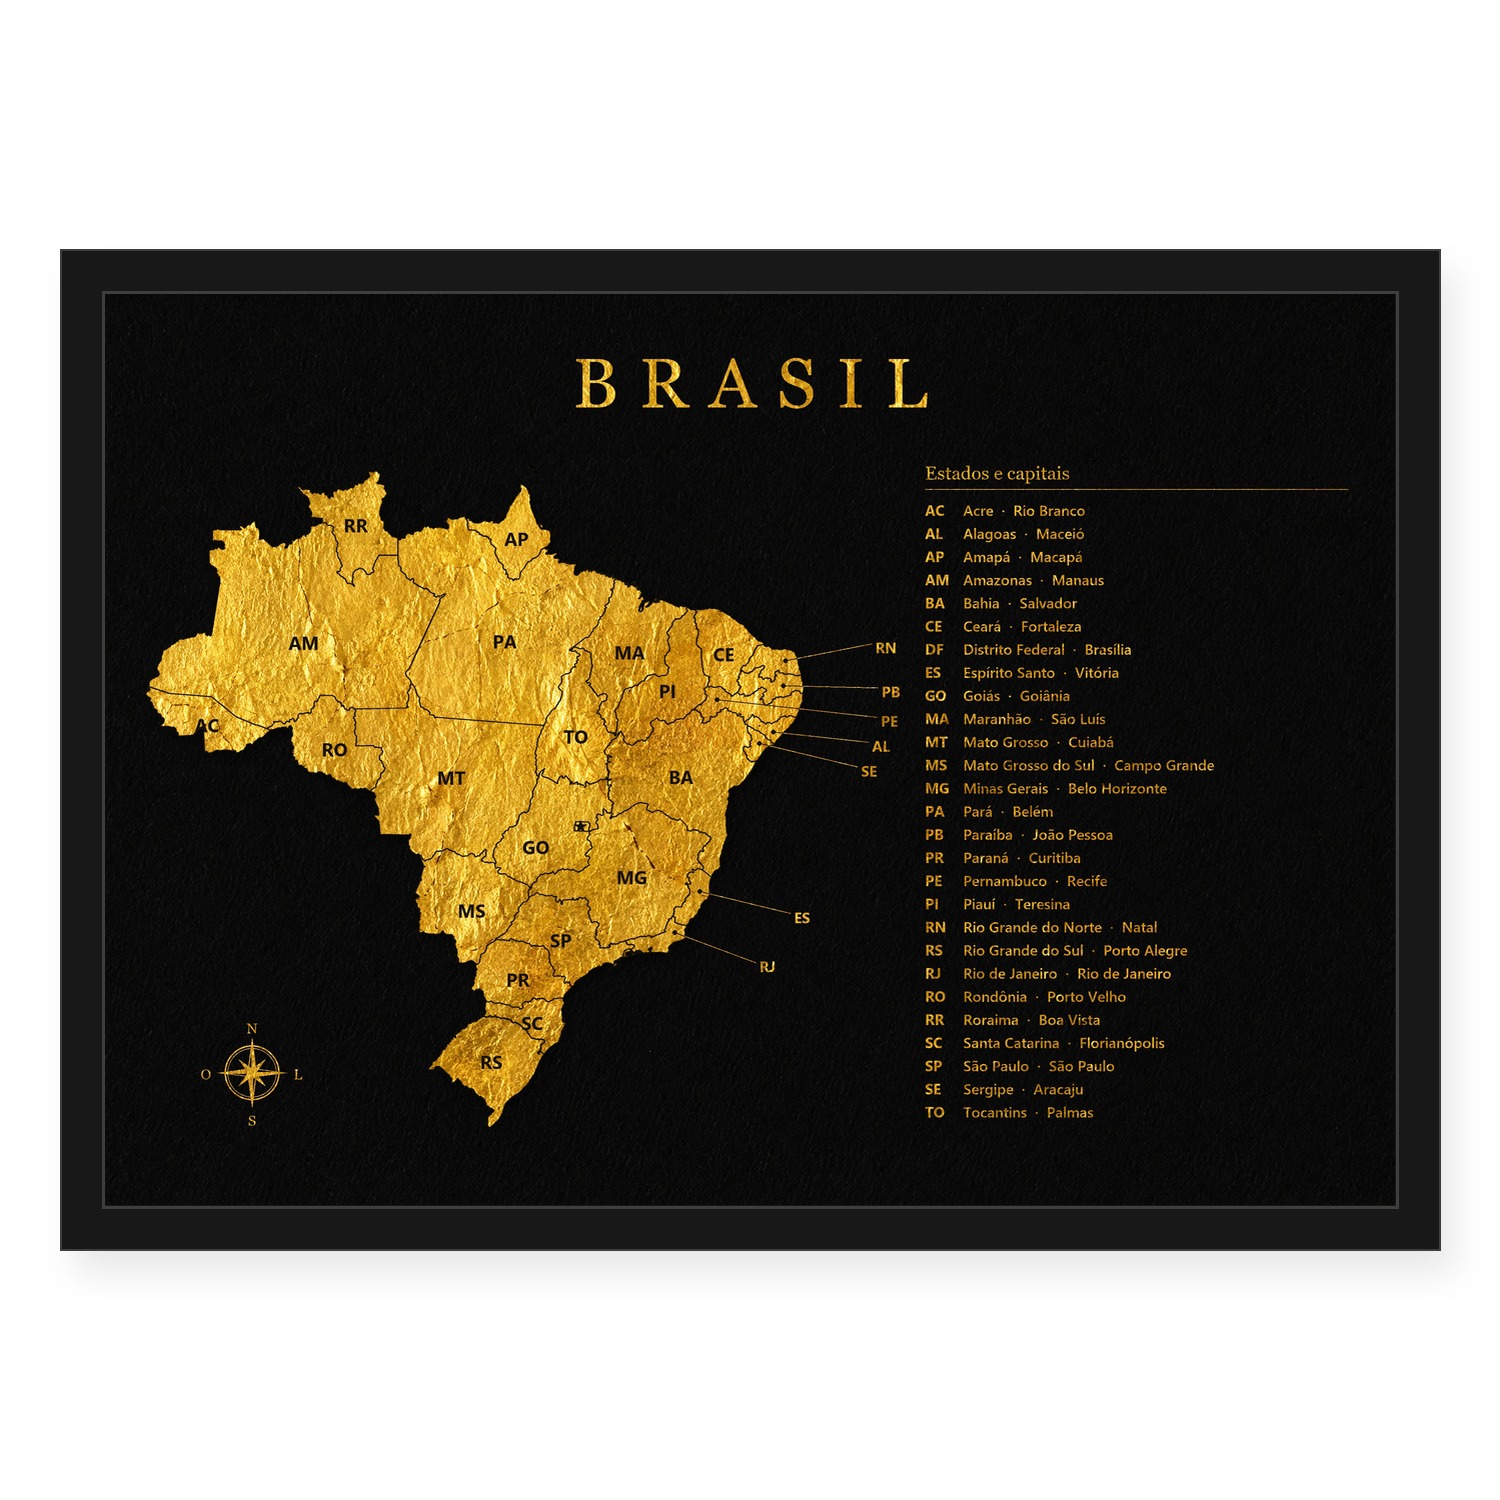 BRASIL
RR
AP
AM
PA
MA
CE
RN
PI
PB
PE
AC
TO
AL
RO
SE
MT
BA
GO
MG
MS
ES
SP
RJ
PR
SC
RS
N
O L
S
Estados e capitais
AC Acre · Rio Branco
AL Alagoas · Maceió
AP Amapá · Macapá
AM Amazonas · Manaus
BA Bahia · Salvador
CE Ceará · Fortaleza
DF Distrito Federal · Brasília
ES Espírito Santo · Vitória
GO Goiás · Goiânia
MA Maranhão · São Luís
MT Mato Grosso · Cuiabá
MS Mato Grosso do Sul · Campo Grande
MG Minas Gerais · Belo Horizonte
PA Pará · Belém
PB Paraíba · João Pessoa
PR Paraná · Curitiba
PE Pernambuco · Recife
PI Piauí · Teresina
RN Rio Grande do Norte · Natal
RS Rio Grande do Sul · Porto Alegre
RJ Rio de Janeiro · Rio de Janeiro
RO Rondônia · Porto Velho
RR Roraima · Boa Vista
SC Santa Catarina · Florianópolis
SP São Paulo · São Paulo
SE Sergipe · Aracaju
TO Tocantins · Palmas